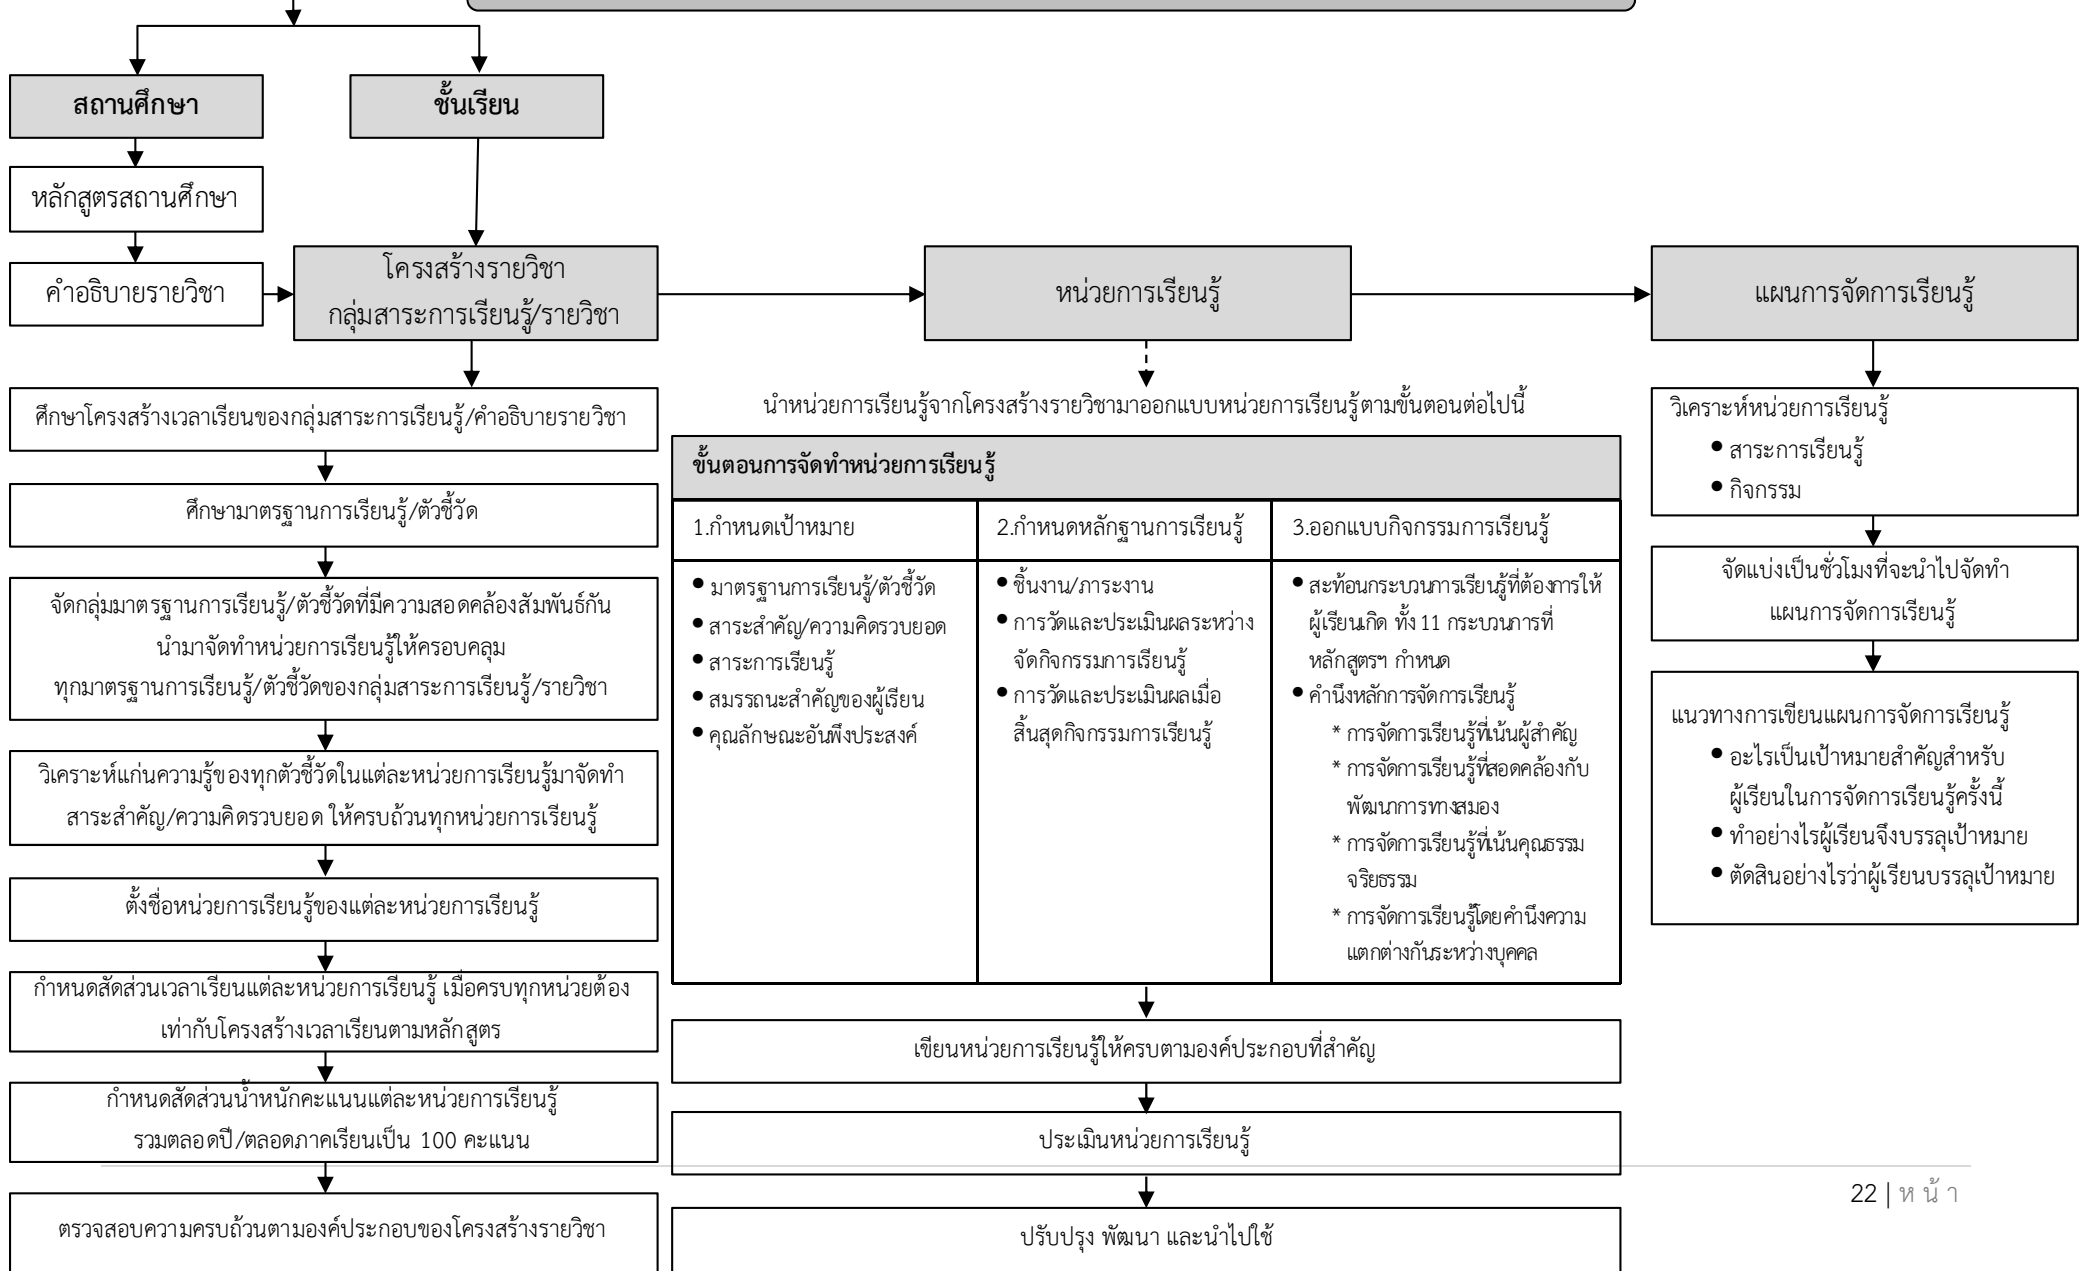 สถานศึกษา
ชั้นเรียน
หลักสูตรสถานศึกษา
คำอธิบายรายวิชา
โครงสร้างรายวิชา
กลุ่มสาระการเรียนรู้/รายวิชา
หน่วยการเรียนรู้
แผนการจัดการเรียนรู้
ศึกษาโครงสร้างเวลาเรียนของกลุ่มสาระการเรียนรู้/คำอธิบายรายวิชา
ศึกษามาตรฐานการเรียนรู้/ตัวชี้วัด
จัดกลุ่มมาตรฐานการเรียนรู้/ตัวชี้วัดที่มีความสอดคล้องสัมพันธ์กัน
นำมาจัดทำหน่วยการเรียนรู้ให้ครอบคลุม
ทุกมาตรฐานการเรียนรู้/ตัวชี้วัดของกลุ่มสาระการเรียนรู้/รายวิชา
วิเคราะห์แก่นความรู้ของทุกตัวชี้วัดในแต่ละหน่วยการเรียนรู้มาจัดทำ
สาระสำคัญ/ความคิดรวบยอด ให้ครบถ้วนทุกหน่วยการเรียนรู้
ตั้งชื่อหน่วยการเรียนรู้ของแต่ละหน่วยการเรียนรู้
กำหนดสัดส่วนเวลาเรียนแต่ละหน่วยการเรียนรู้ เมื่อครบทุกหน่วยต้อง
เท่ากับโครงสร้างเวลาเรียนตามหลักสูตร
กำหนดสัดส่วนน้ำหนักคะแนนแต่ละหน่วยการเรียนรู้
รวมตลอดปี/ตลอดภาคเรียนเป็น 100 คะแนน
ตรวจสอบความครบถ้วนตามองค์ประกอบของโครงสร้างรายวิชา
นำหน่วยการเรียนรู้จากโครงสร้างรายวิชามาออกแบบหน่วยการเรียนรู้ตามขั้นตอนต่อไปนี้
ขั้นตอนการจัดทำหน่วยการเรียนรู้
1.กำหนดเป้าหมาย
● มาตรฐานการเรียนรู้/ตัวชี้วัด
● สาระสำคัญ/ความคิดรวบยอด
● สาระการเรียนรู้
● สมรรถนะสำคัญของผู้เรียน
● คุณลักษณะอันพึงประสงค์
2.กำหนดหลักฐานการเรียนรู้
● ชิ้นงาน/ภาระงาน
● การวัดและประเมินผลระหว่าง
จัดกิจกรรมการเรียนรู้
● การวัดและประเมินผลเมื่อ
สิ้นสุดกิจกรรมการเรียนรู้
3.ออกแบบกิจกรรมการเรียนรู้
● สะท้อนกระบวนการเรียนรู้ที่ต้องการให้
ผู้เรียนเกิด ทั้ง 11 กระบวนการที่
หลักสูตรฯ กำหนด
● คำนึงหลักการจัดการเรียนรู้
* การจัดการเรียนรู้ที่เน้นผู้สำคัญ
* การจัดการเรียนรู้ที่สอดคล้องกับ
พัฒนาการทางสมอง
* การจัดการเรียนรู้ที่เน้นคุณธรรม
จริยธรรม
* การจัดการเรียนรู้โดยคำนึงความ
แตกต่างกันระหว่างบุคคล
เขียนหน่วยการเรียนรู้ให้ครบตามองค์ประกอบที่สำคัญ
ประเมินหน่วยการเรียนรู้
ปรับปรุง พัฒนา และนำไปใช้
วิเคราะห์หน่วยการเรียนรู้
● สาระการเรียนรู้
● กิจกรรม
จัดแบ่งเป็นชั่วโมงที่จะนำไปจัดทำ
แผนการจัดการเรียนรู้
แนวทางการเขียนแผนการจัดการเรียนรู้
● อะไรเป็นเป้าหมายสำคัญสำหรับ
ผู้เรียนในการจัดการเรียนรู้ครั้งนี้
● ทำอย่างไรผู้เรียนจึงบรรลุเป้าหมาย
● ตัดสินอย่างไรว่าผู้เรียนบรรลุเป้าหมาย
22 | ห น้ า